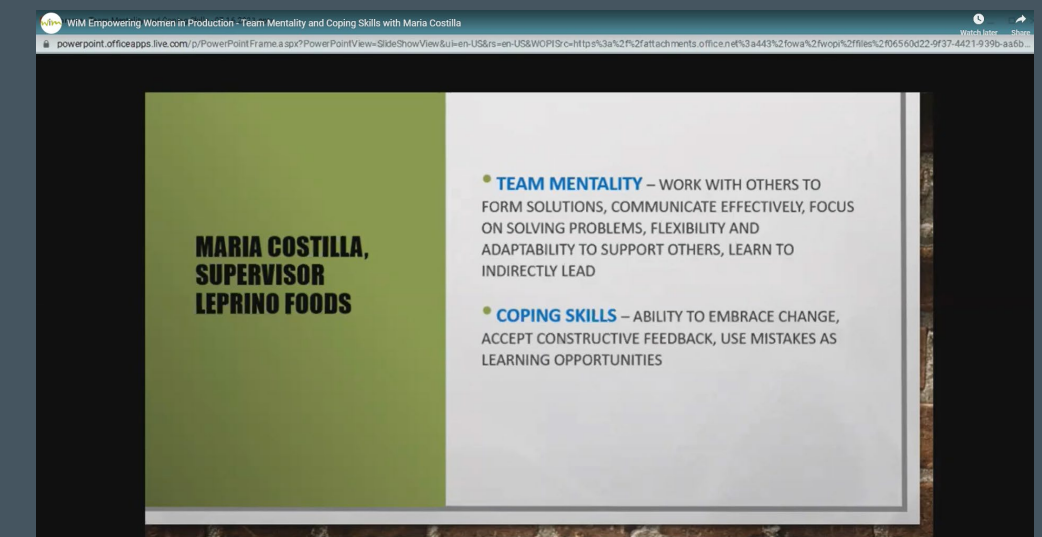 WiM Empowering Women in Production - Team Mentality and Coping Skills with Maria Costilla
Watch later
Share
powerpoint.officeapps.live.com/p/PowerPointFrame.aspx?PowerPointView=SlideShowView&ui=en-US&rs=en-US&WOPISrc=https%3a%2f%2fattachments.office.net%3a443%2fowa%2fwopi%2ffiles%2f06560d22-9f37-4421-939b-aa6b...
MARIA COSTILLA,
SUPERVISOR
LEPRINO FOODS
• TEAM MENTALITY – WORK WITH OTHERS TO
FORM SOLUTIONS, COMMUNICATE EFFECTIVELY, FOCUS
ON SOLVING PROBLEMS, FLEXIBILITY AND
ADAPTABILITY TO SUPPORT OTHERS, LEARN TO
INDIRECTLY LEAD
• COPING SKILLS – ABILITY TO EMBRACE CHANGE,
ACCEPT CONSTRUCTIVE FEEDBACK, USE MISTAKES AS
LEARNING OPPORTUNITIES